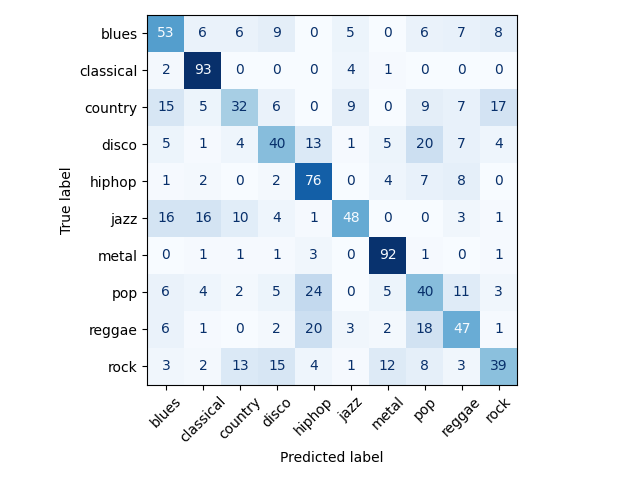 blues 53 6 6 9 0 5 0 6 7 8
classical 2 93 0 0 0 4 1 0 0 0
country 15 5 32 6 0 9 0 9 7 17
disco 5 1 4 40 13 1 5 20 7 4
hiphop 1 2 0 2 76 0 4 7 8 0
jazz 16 16 10 4 1 48 0 0 3 1
metal 0 1 1 1 3 0 92 1 0 1
pop 6 4 2 5 24 0 5 40 11 3
reggae 6 1 0 2 20 3 2 18 47 1
rock 3 2 13 15 4 1 12 8 3 39
True label
blues classical country disco hiphop jazz metal pop reggae rock
Predicted label